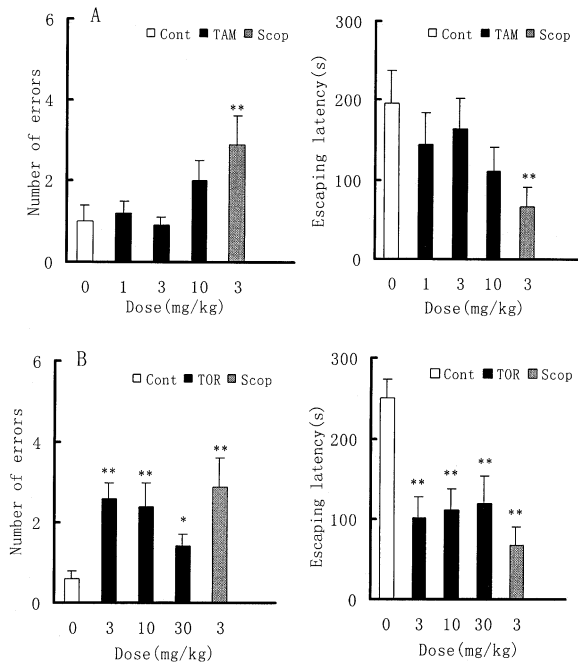 A
Cont TAM Scop
Number of errors
6
4
2
0
**
0 1 3 10 3
Dose(mg/kg)
Cont TAM Scop
Escaping latency(s)
300
200
100
0
**
0 1 3 10 3
Dose(mg/kg)
B
Cont TOR Scop
Number of errors
6
4
2
0
** ** * **
0 3 10 30 3
Dose(mg/kg)
Cont TOR Scop
Escaping latency(s)
300
200
100
0
** ** ** **
0 3 10 30 3
Dose(mg/kg)